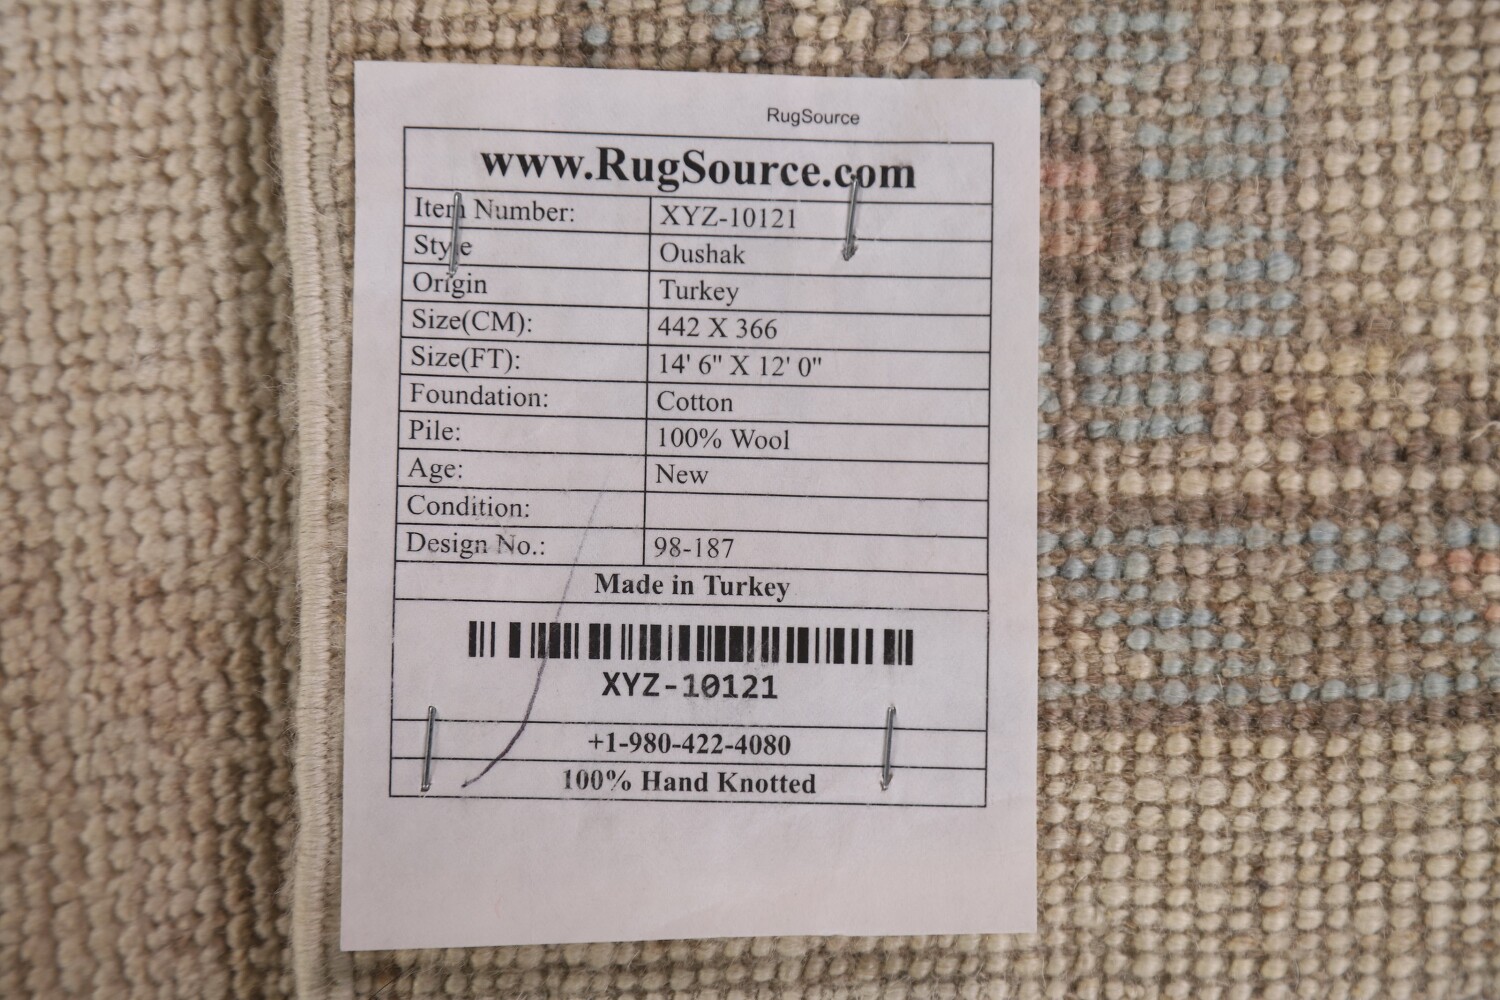 RugSource
www.RugSource.com
Item Number: XYZ-10121
Style Oushak
Origin Turkey
Size(CM): 442 X 366
Size(FT): 14' 6" X 12' 0"
Foundation: Cotton
Pile: 100% Wool
Age: New
Condition:
Design No.: 98-187
Made in Turkey
XYZ-10121
+1-980-422-4080
100% Hand Knotted